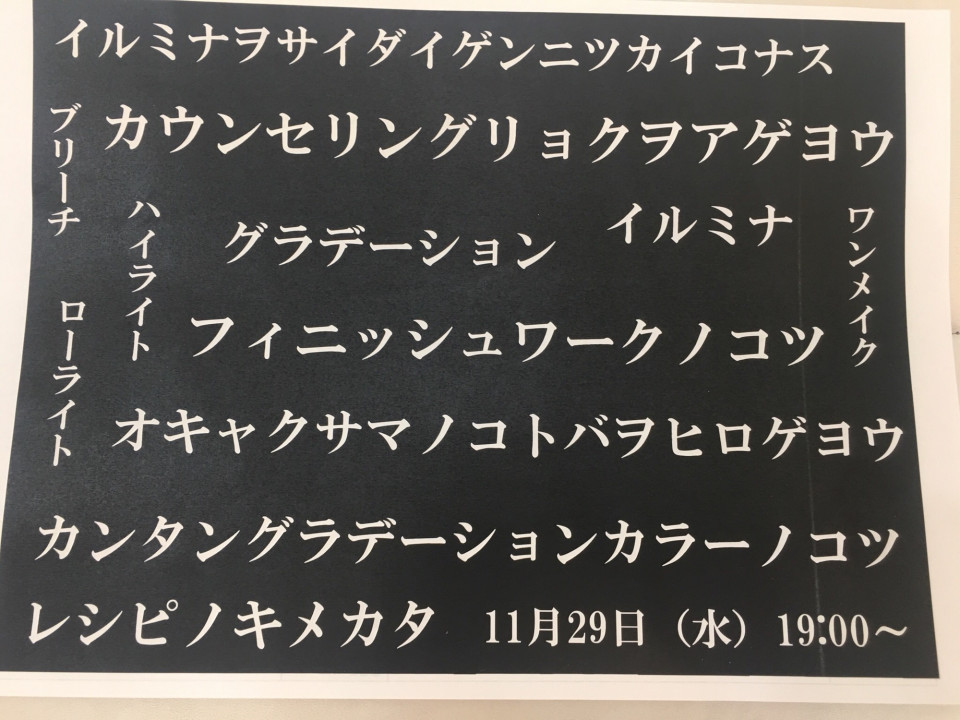 イルミナヲサイダイゲンニツカイコナス
カウンセリングリョクヲアゲヨウ
ブリーチ
ハイライト
グラデーション
イルミナ
ワンメイク
ローライト
フィニッシュワークノコツ
オキャクサマノコトバヲヒロゲヨウ
カンタングラデーションカラーノコツ
レシピノキメカタ 11月29日（水）19:00～